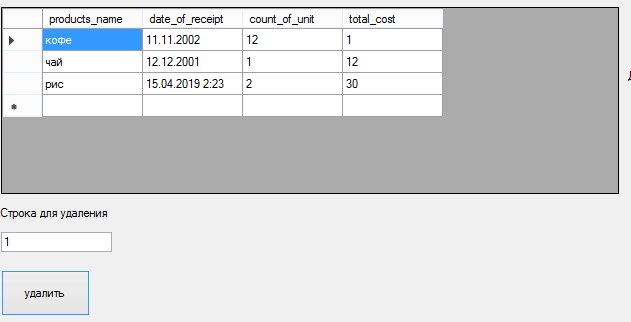 products_name date_of_receipt count_of_unit total_cost
кофе 11.11.2002 12 1
чай 12.12.2001 1 12
рис 15.04.2019 2:23 2 30
Строка для удаления
1
удалить